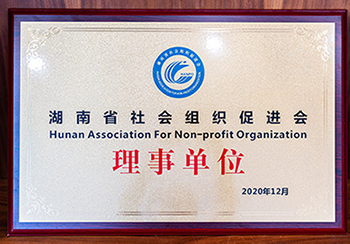 湖南省社会组织促进会
Hunan Association For Non-profit Organization
理事单位
2020年12月